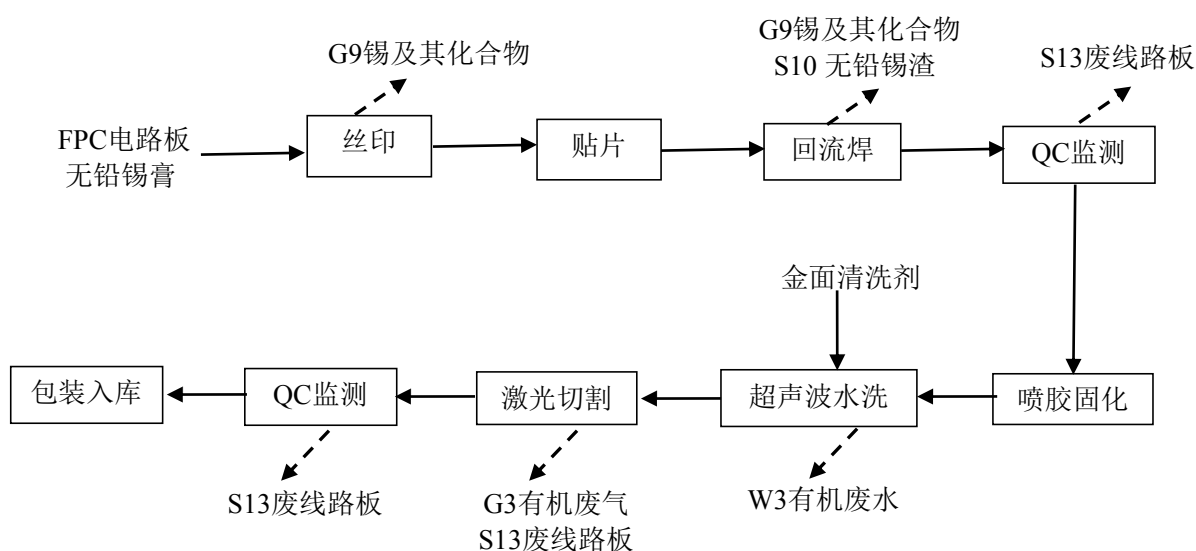 G9锡及其化合物
G9锡及其化合物
S10 无铅锡渣
S13废线路板
FPC电路板
无铅锡膏
丝印
贴片
回流焊
QC监测
金面清洗剂
包装入库
QC监测
激光切割
超声波水洗
喷胶固化
S13废线路板
G3有机废气
S13废线路板
W3有机废水